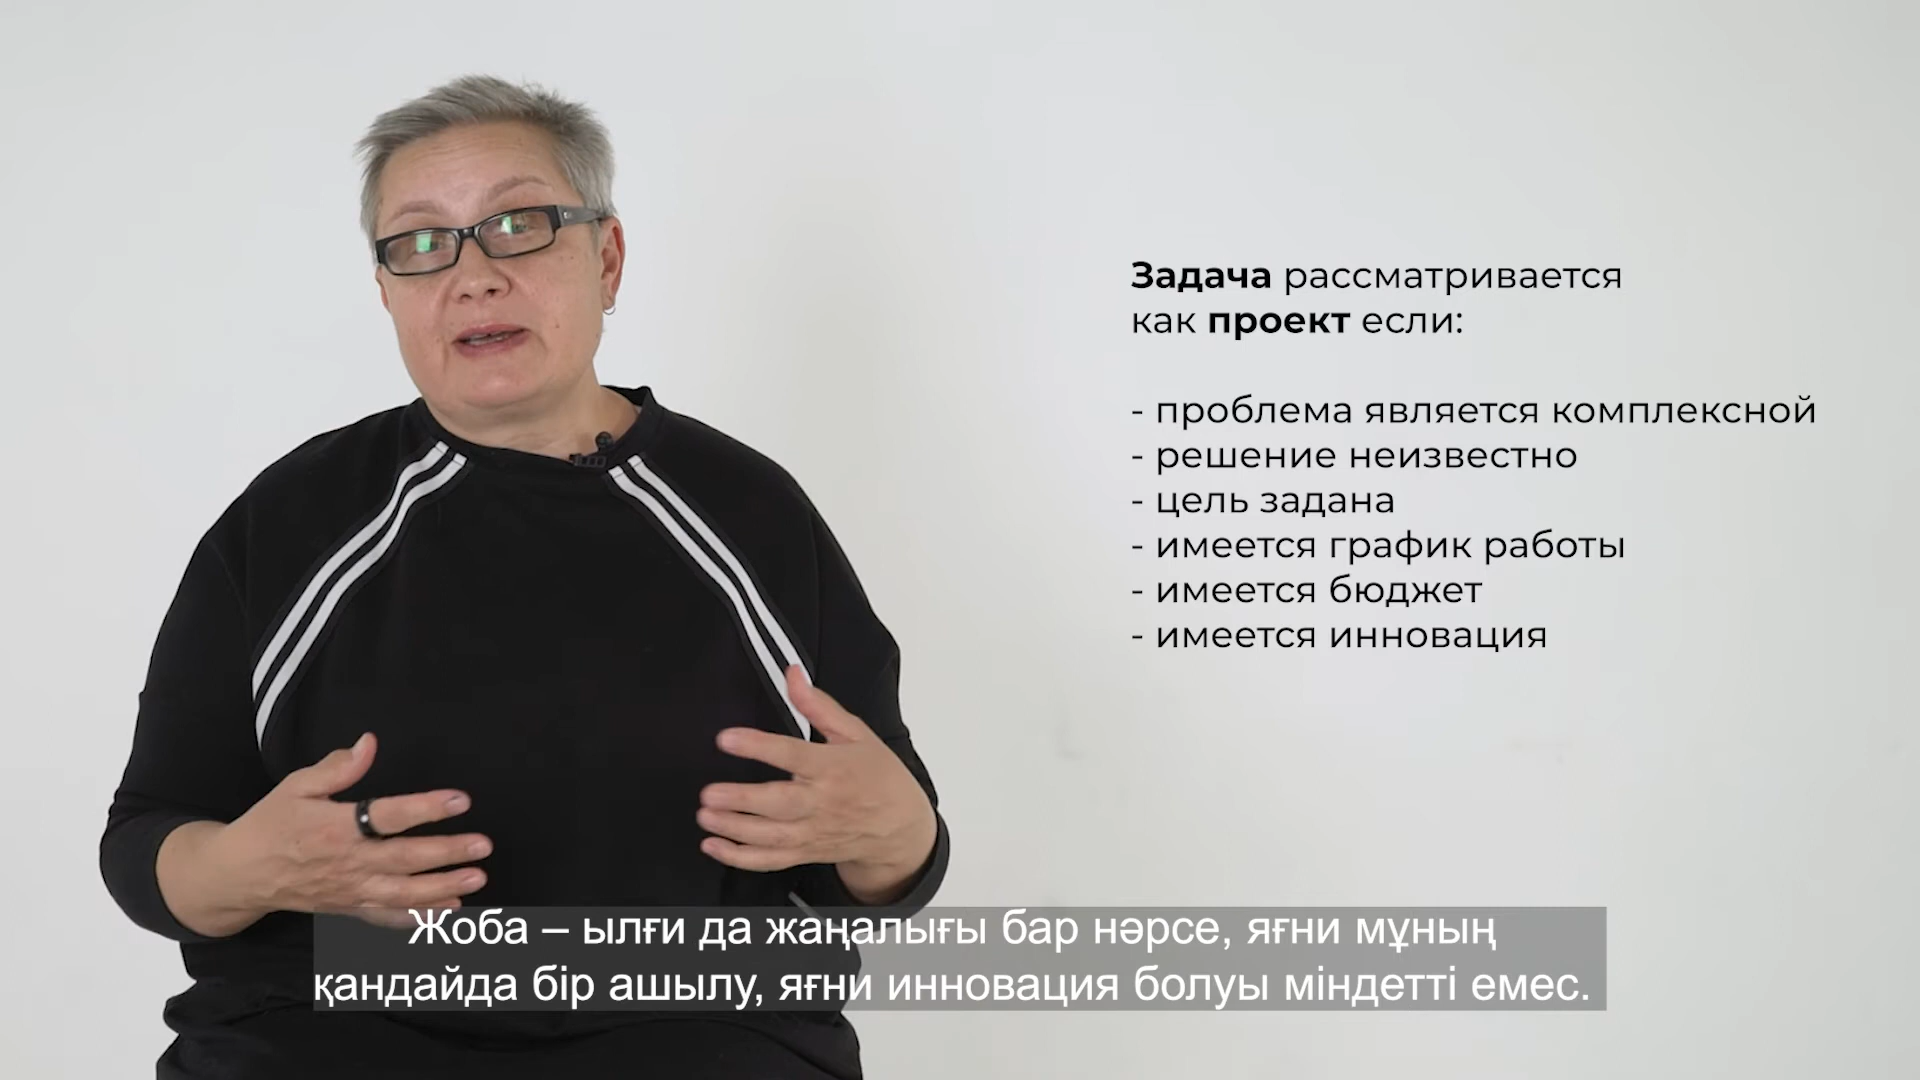 Задача рассматривается
как проект если:
- проблема является комплексной
- решение неизвестно
- цель задана
- имеется график работы
- имеется бюджет
- имеется инновация
Жоба – ылғи да жаңалығы бар нәрсе, яғни мұның
қандайда бір ашылу, яғни инновация болуы міндетті емес.